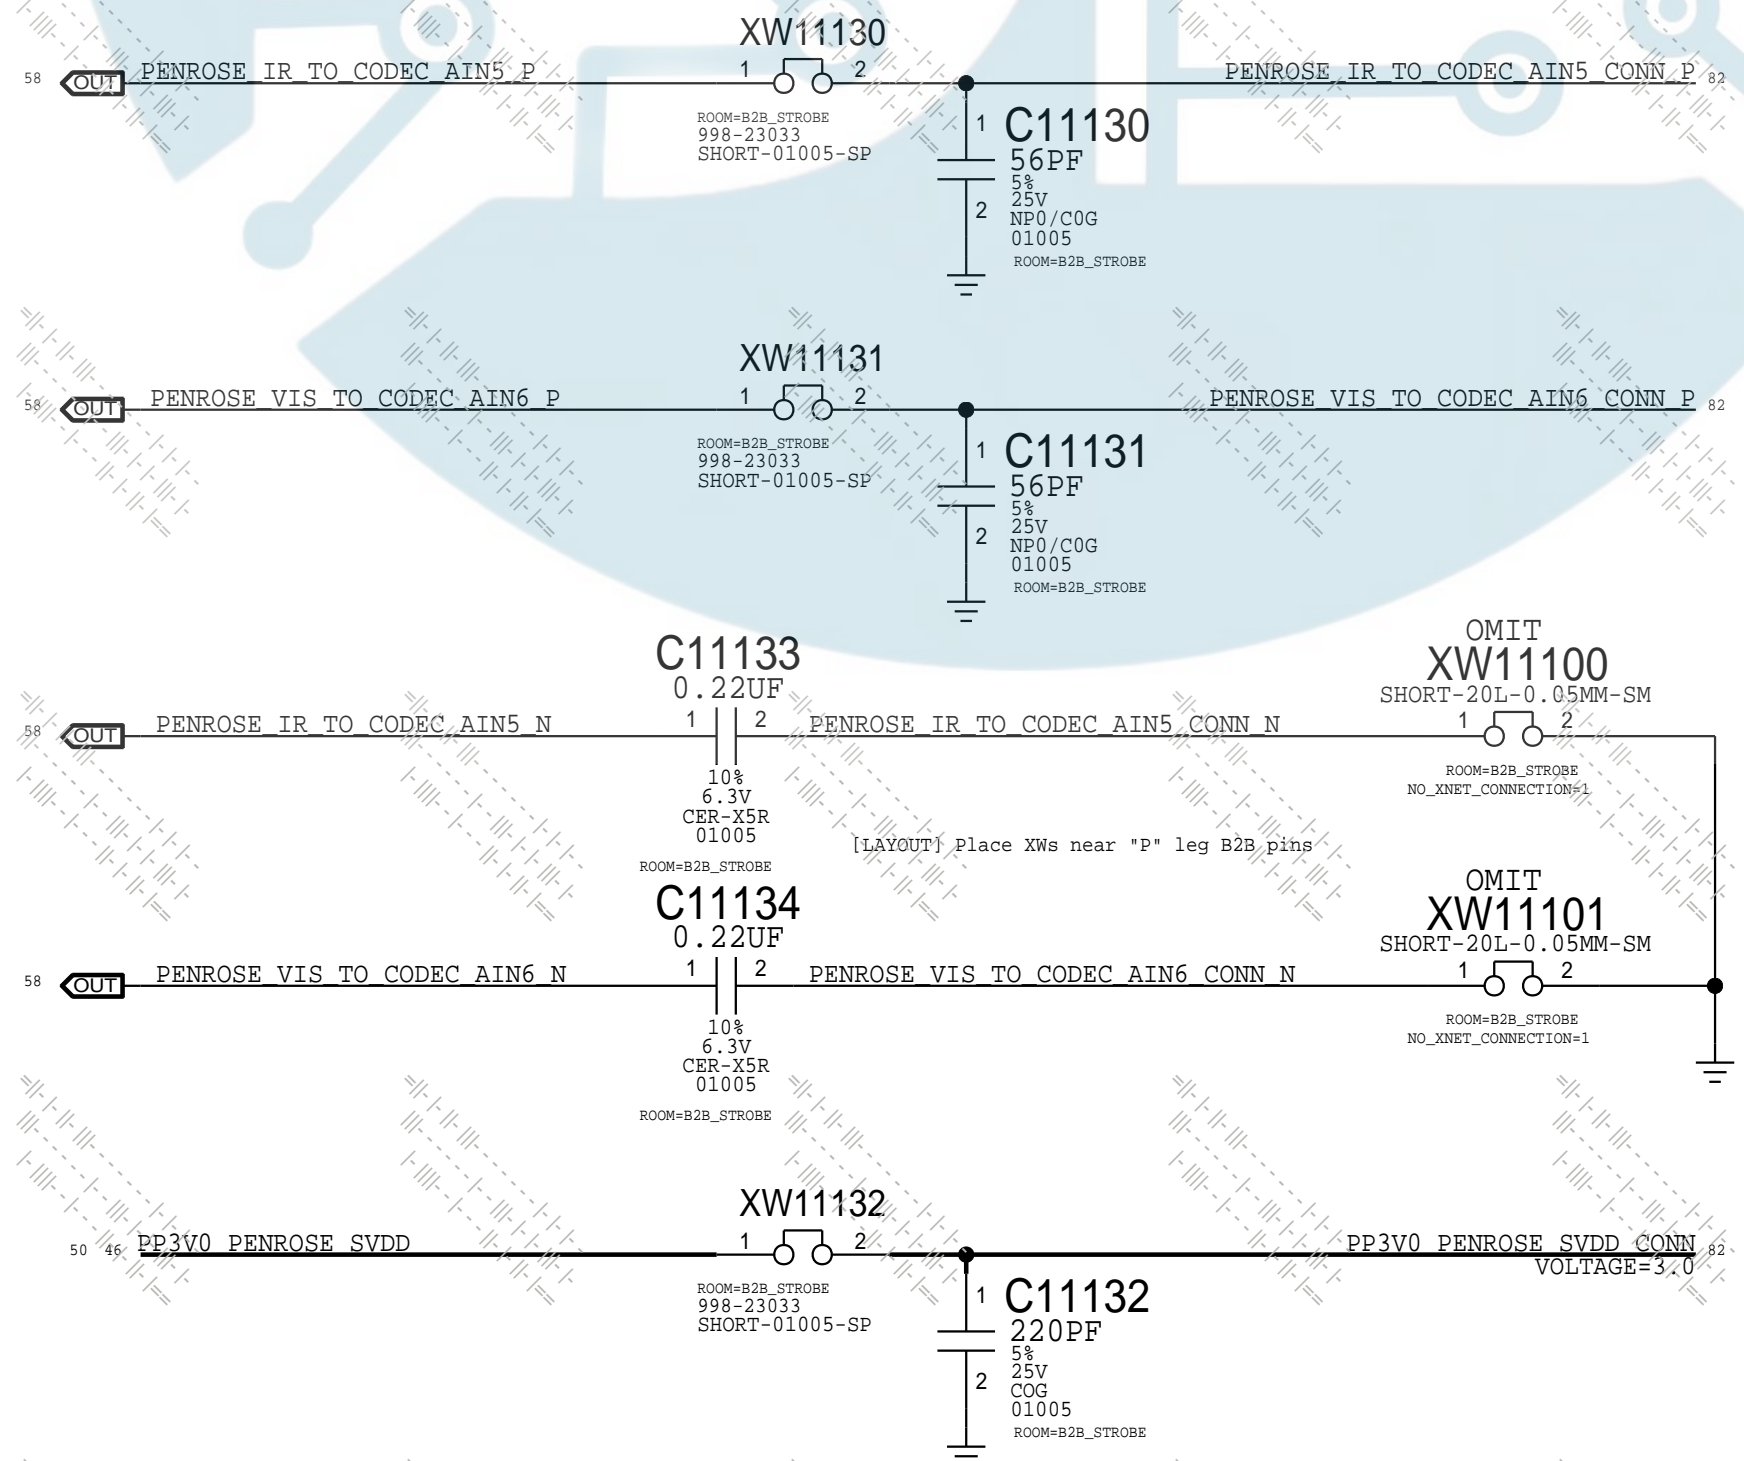 XW11130
58 OUT PENROSE_IR_TO_CODEC_AIN5_P 1 2 PENROSE_IR_TO_CODEC_AIN5_CONN_P 82
ROOM=B2B_STROBE
998-23033
SHORT-01005-SP
1 C11130
56PF
5%
25V
2 NP0/C0G
01005
ROOM=B2B_STROBE
XW11131
58 OUT PENROSE_VIS_TO_CODEC_AIN6_P 1 2 PENROSE_VIS_TO_CODEC_AIN6_CONN_P 82
ROOM=B2B_STROBE
998-23033
SHORT-01005-SP
1 C11131
56PF
5%
25V
2 NP0/C0G
01005
ROOM=B2B_STROBE
C11133
0.22UF
58 OUT PENROSE_IR_TO_CODEC_AIN5_N 1 2 PENROSE_IR_TO_CODEC_AIN5_CONN_N
10%
6.3V
CER-X5R
01005
ROOM=B2B_STROBE
OMIT
XW11100
SHORT-20L-0.05MM-SM
1 2
ROOM=B2B_STROBE
NO_XNET_CONNECTION=1
[LAYOUT] Place XWs near "P" leg B2B pins
C11134
0.22UF
58 OUT PENROSE_VIS_TO_CODEC_AIN6_N 1 2 PENROSE_VIS_TO_CODEC_AIN6_CONN_N
10%
6.3V
CER-X5R
01005
ROOM=B2B_STROBE
OMIT
XW11101
SHORT-20L-0.05MM-SM
1 2
ROOM=B2B_STROBE
NO_XNET_CONNECTION=1
XW11132
50 46 PP3V0_PENROSE_SVDD 1 2 PP3V0_PENROSE_SVDD_CONN 82
VOLTAGE=3.0
ROOM=B2B_STROBE
998-23033
SHORT-01005-SP
1 C11132
220PF
5%
25V
2 COG
01005
ROOM=B2B_STROBE